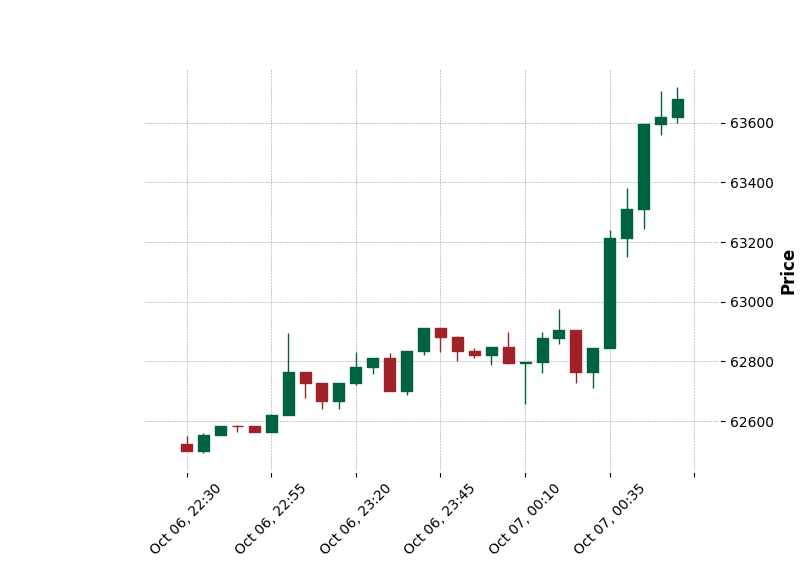 63600
63400
63200
63000
62800
62600
Price
Oct 06, 22:30
Oct 06, 22:55
Oct 06, 23:20
Oct 06, 23:45
Oct 07, 00:10
Oct 07, 00:35